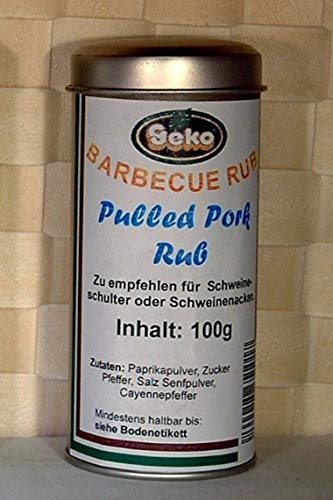 Seko
BARBECUE RUB
Pulled Pork
Rub
Zu empfehlen für Schweine-
schulter oder Schweinenacken.
Inhalt: 100g
Zutaten: Paprikapulver, Zucker
Pfeffer, Salz Senfpulver,
Cayennepfeffer
Mindestens haltbar bis:
siehe Bodenetikett